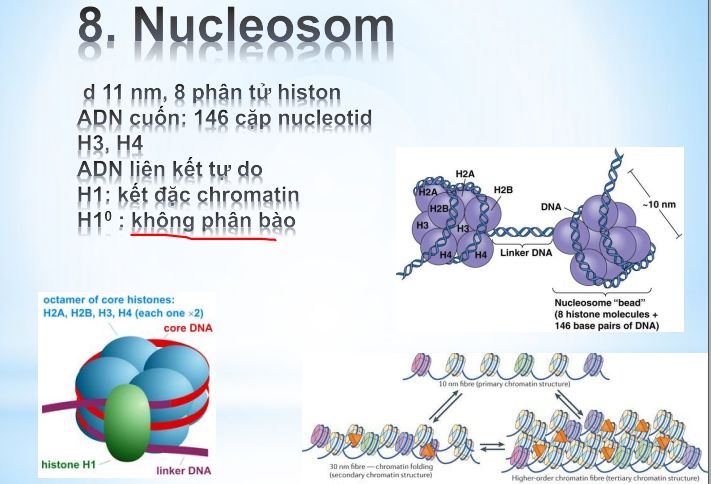 8. Nucleosom
d 11 nm, 8 phân tử histon
ADN cuốn: 146 cặp nucleotid
H3, H4
ADN liên kết tự do
H1: kết đặc chromatin
H1⁰ : không phân bào
H2A
H2A
H2B
H2B
H3
H3
H4
H4
DNA
~10 nm
Linker DNA
Nucleosome “bead”
(8 histone molecules +
146 base pairs of DNA)
octamer of core histones:
H2A, H2B, H3, H4 (each one ×2)
core DNA
histone H1
linker DNA
10 nm fibre (primary chromatin structure)
30 nm fibre — chromatin folding
(secondary chromatin structure)
Higher-order chromatin fibre (tertiary chromatin structure)